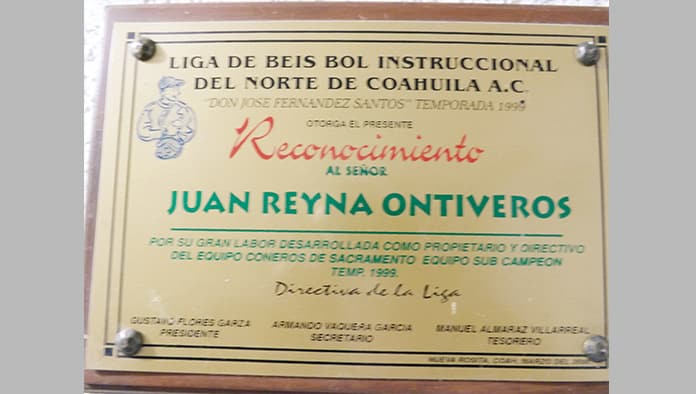 LIGA DE BEIS BOL INSTRUCCIONAL
DEL NORTE DE COAHUILA A.C.
"DON JOSE FERNANDEZ SANTOS" TEMPORADA 1999
OTORGA EL PRESENTE
Reconocimiento
AL SEÑOR
JUAN REYNA ONTIVEROS
POR SU GRAN LABOR DESARROLLADA COMO PROPIETARIO Y DIRECTIVO
DEL EQUIPO CONEROS DE SACRAMENTO EQUIPO SUB CAMPEON
TEMP. 1999.
Directiva de la Liga
GUSTAVO FLORES GARZA ARMANDO VAQUERA GARCIA MANUEL ALMARAZ VILLARREAL
PRESIDENTE SECRETARIO TESORERO
NUEVA ROSITA, COAH. MARZO DEL